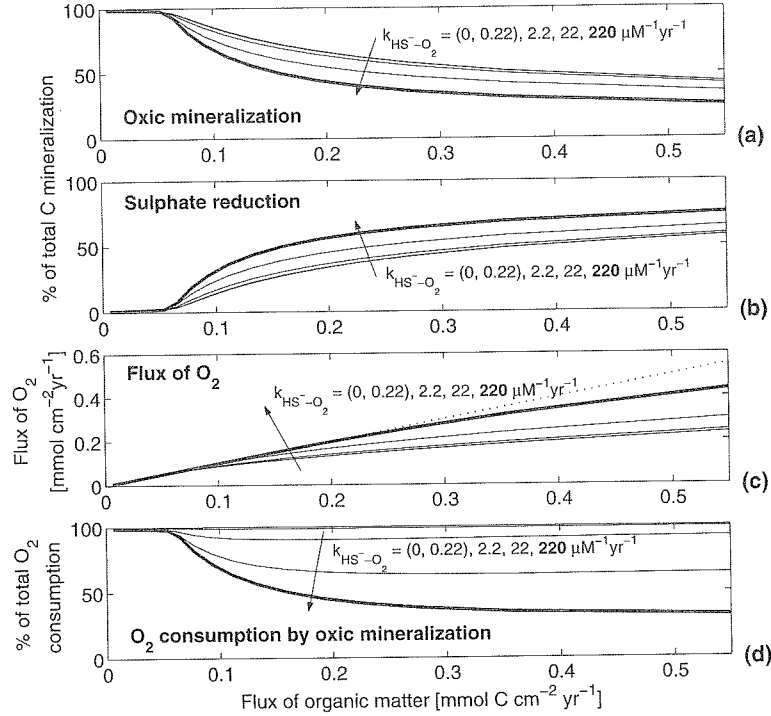 100
50
0
k_HS⁻–O₂ = (0, 0.22), 2.2, 22, 220 μM⁻¹yr⁻¹
Oxic mineralization
(a)
0 0.1 0.2 0.3 0.4 0.5
% of total C mineralization
100
50
0
Sulphate reduction
k_HS⁻–O₂ = (0, 0.22), 2.2, 22, 220 μM⁻¹yr⁻¹
(b)
0 0.1 0.2 0.3 0.4 0.5
Flux of O₂
[mmol cm⁻²yr⁻¹]
0.6
0.4
0.2
0
Flux of O₂
k_HS⁻–O₂ = (0, 0.22), 2.2, 22, 220 μM⁻¹yr⁻¹
(c)
0 0.1 0.2 0.3 0.4 0.5
% of total O₂
consumption
100
50
0
k_HS⁻–O₂ = (0, 0.22), 2.2, 22, 220 μM⁻¹yr⁻¹
O₂ consumption by oxic mineralization
(d)
0 0.1 0.2 0.3 0.4 0.5
Flux of organic matter [mmol C cm⁻² yr⁻¹]